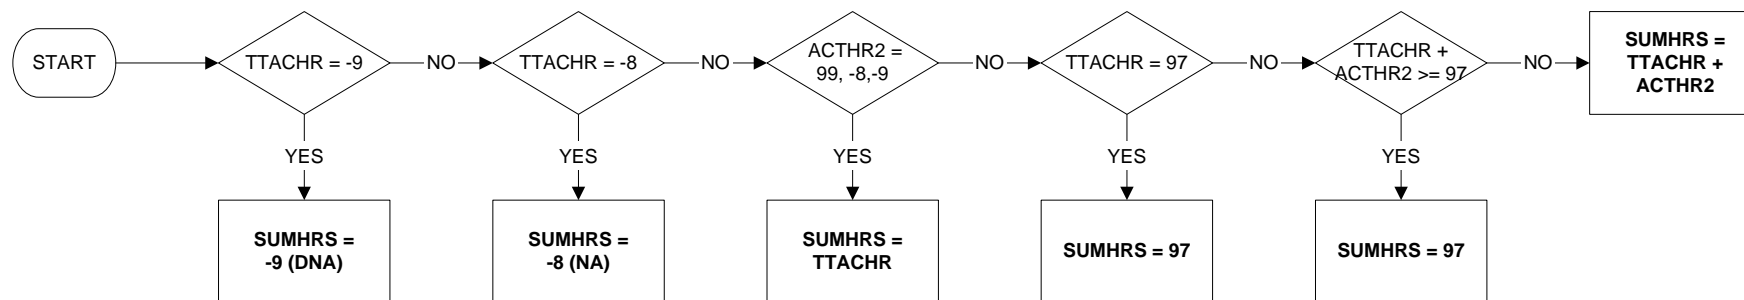 START
TTACHR = -9
NO
TTACHR = -8
NO
ACTHR2 =
99, -8,-9
NO
TTACHR = 97
NO
TTACHR +
ACTHR2 >= 97
NO
SUMHRS =
TTACHR +
ACTHR2
YES
YES
YES
YES
YES
SUMHRS =
-9 (DNA)
SUMHRS =
-8 (NA)
SUMHRS =
TTACHR
SUMHRS = 97
SUMHRS = 97